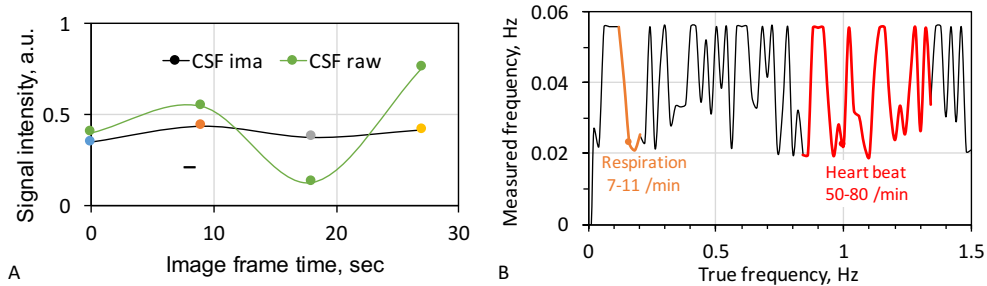 1
0.5
0
Signal intensity, a.u.
CSF ima
CSF raw
0
10
20
30
Image frame time, sec
A
0.06
0.04
0.02
0
Measured frequency, Hz
Respiration
7-11 /min
Heart beat
50-80 /min
0
0.5
1
1.5
True frequency, Hz
B